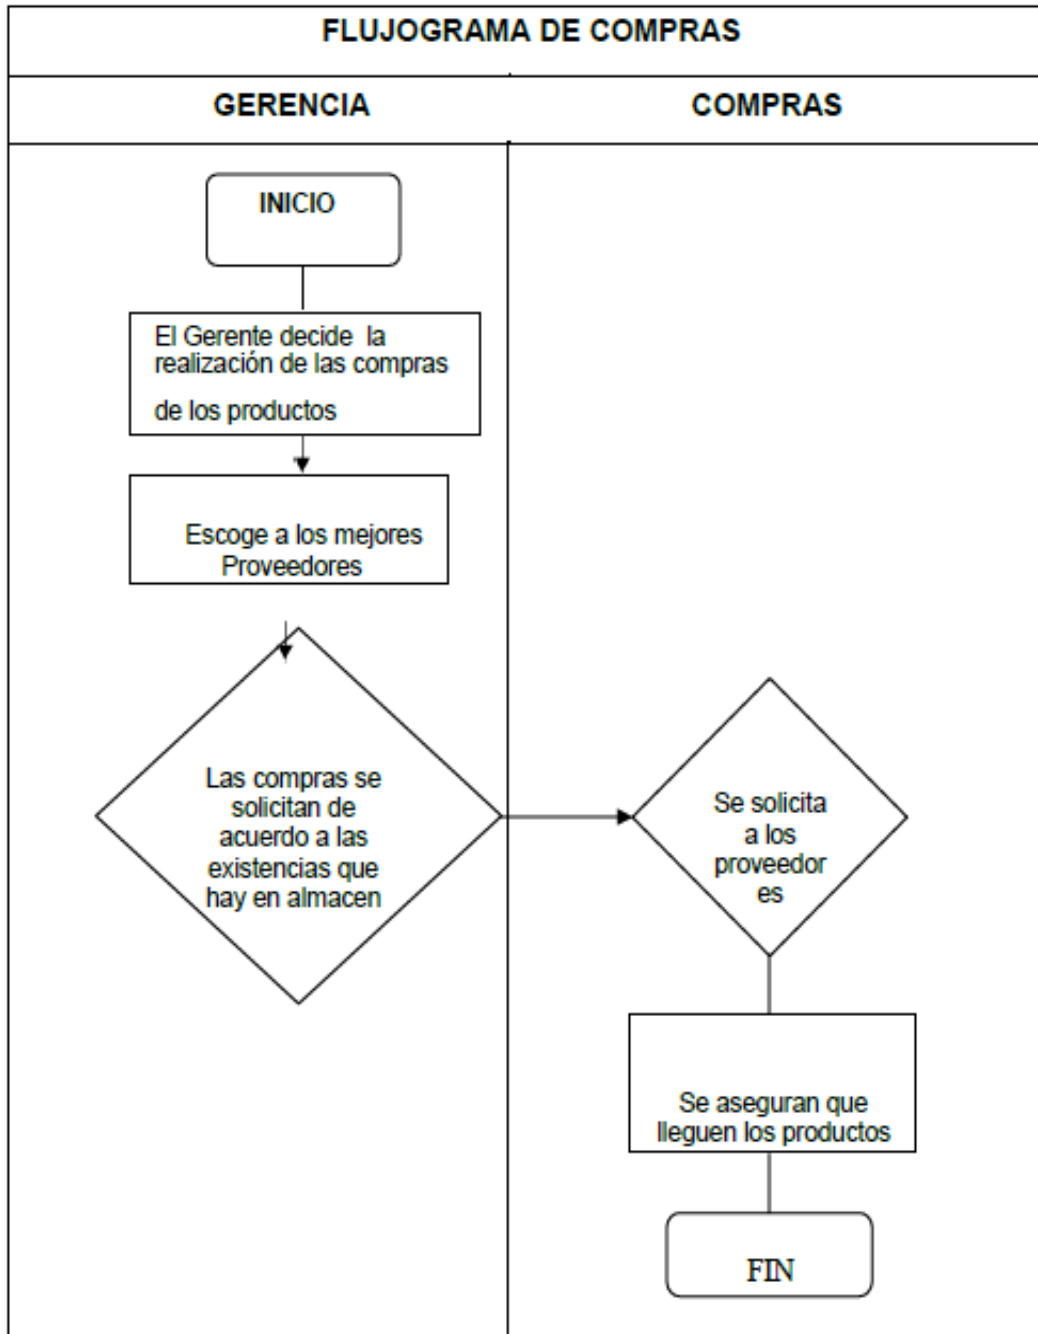 FLUJOGRAMA DE COMPRAS
GERENCIA
COMPRAS
INICIO
El Gerente decide la
realización de las compras
de los productos
Escoge a los mejores
Proveedores
Las compras se
solicitan de
acuerdo a las
existencias que
hay en almacen
Se solicita
a los
proveedor
es
Se aseguran que
lleguen los productos
FIN